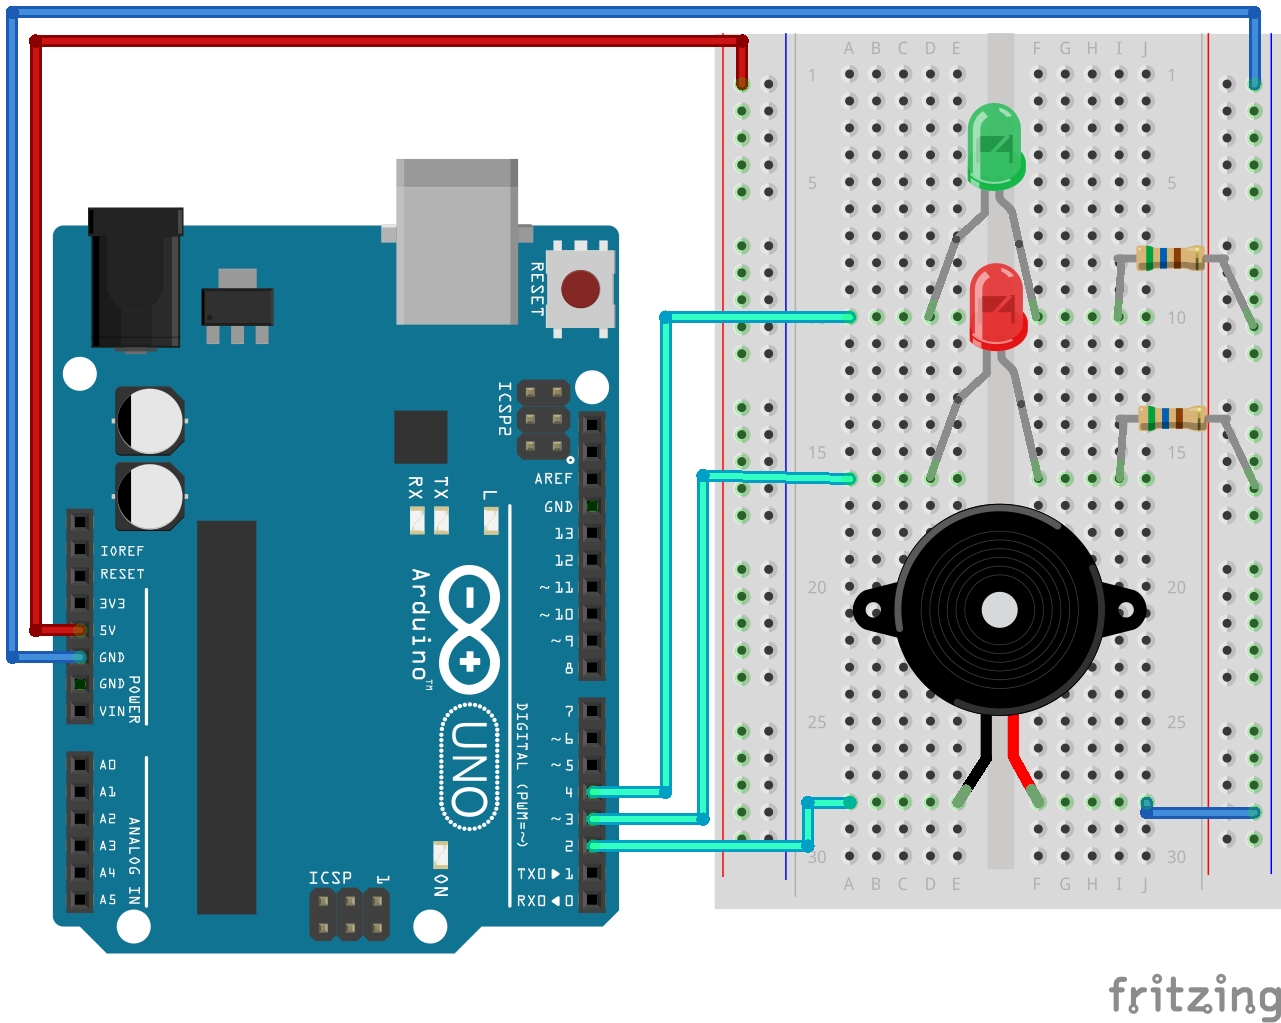 A B C D E F G H I J
1 1
5 5
10
15 15
20 20
25 25
30 30
A B C D E F G H I J
RESET
ICSP2
AREF
GND
13
12
~11
~10
~9
8
7
~6
~5
4
~3
2
TX0▶1
RX0◀0
DIGITAL (PWM=~)
RX TX L
Arduino™
UNO
ON
ICSP 1
IOREF
RESET
3V3
5V
GND
GND
VIN
POWER
A0
A1
A2
A3
A4
A5
ANALOG IN
fritzing